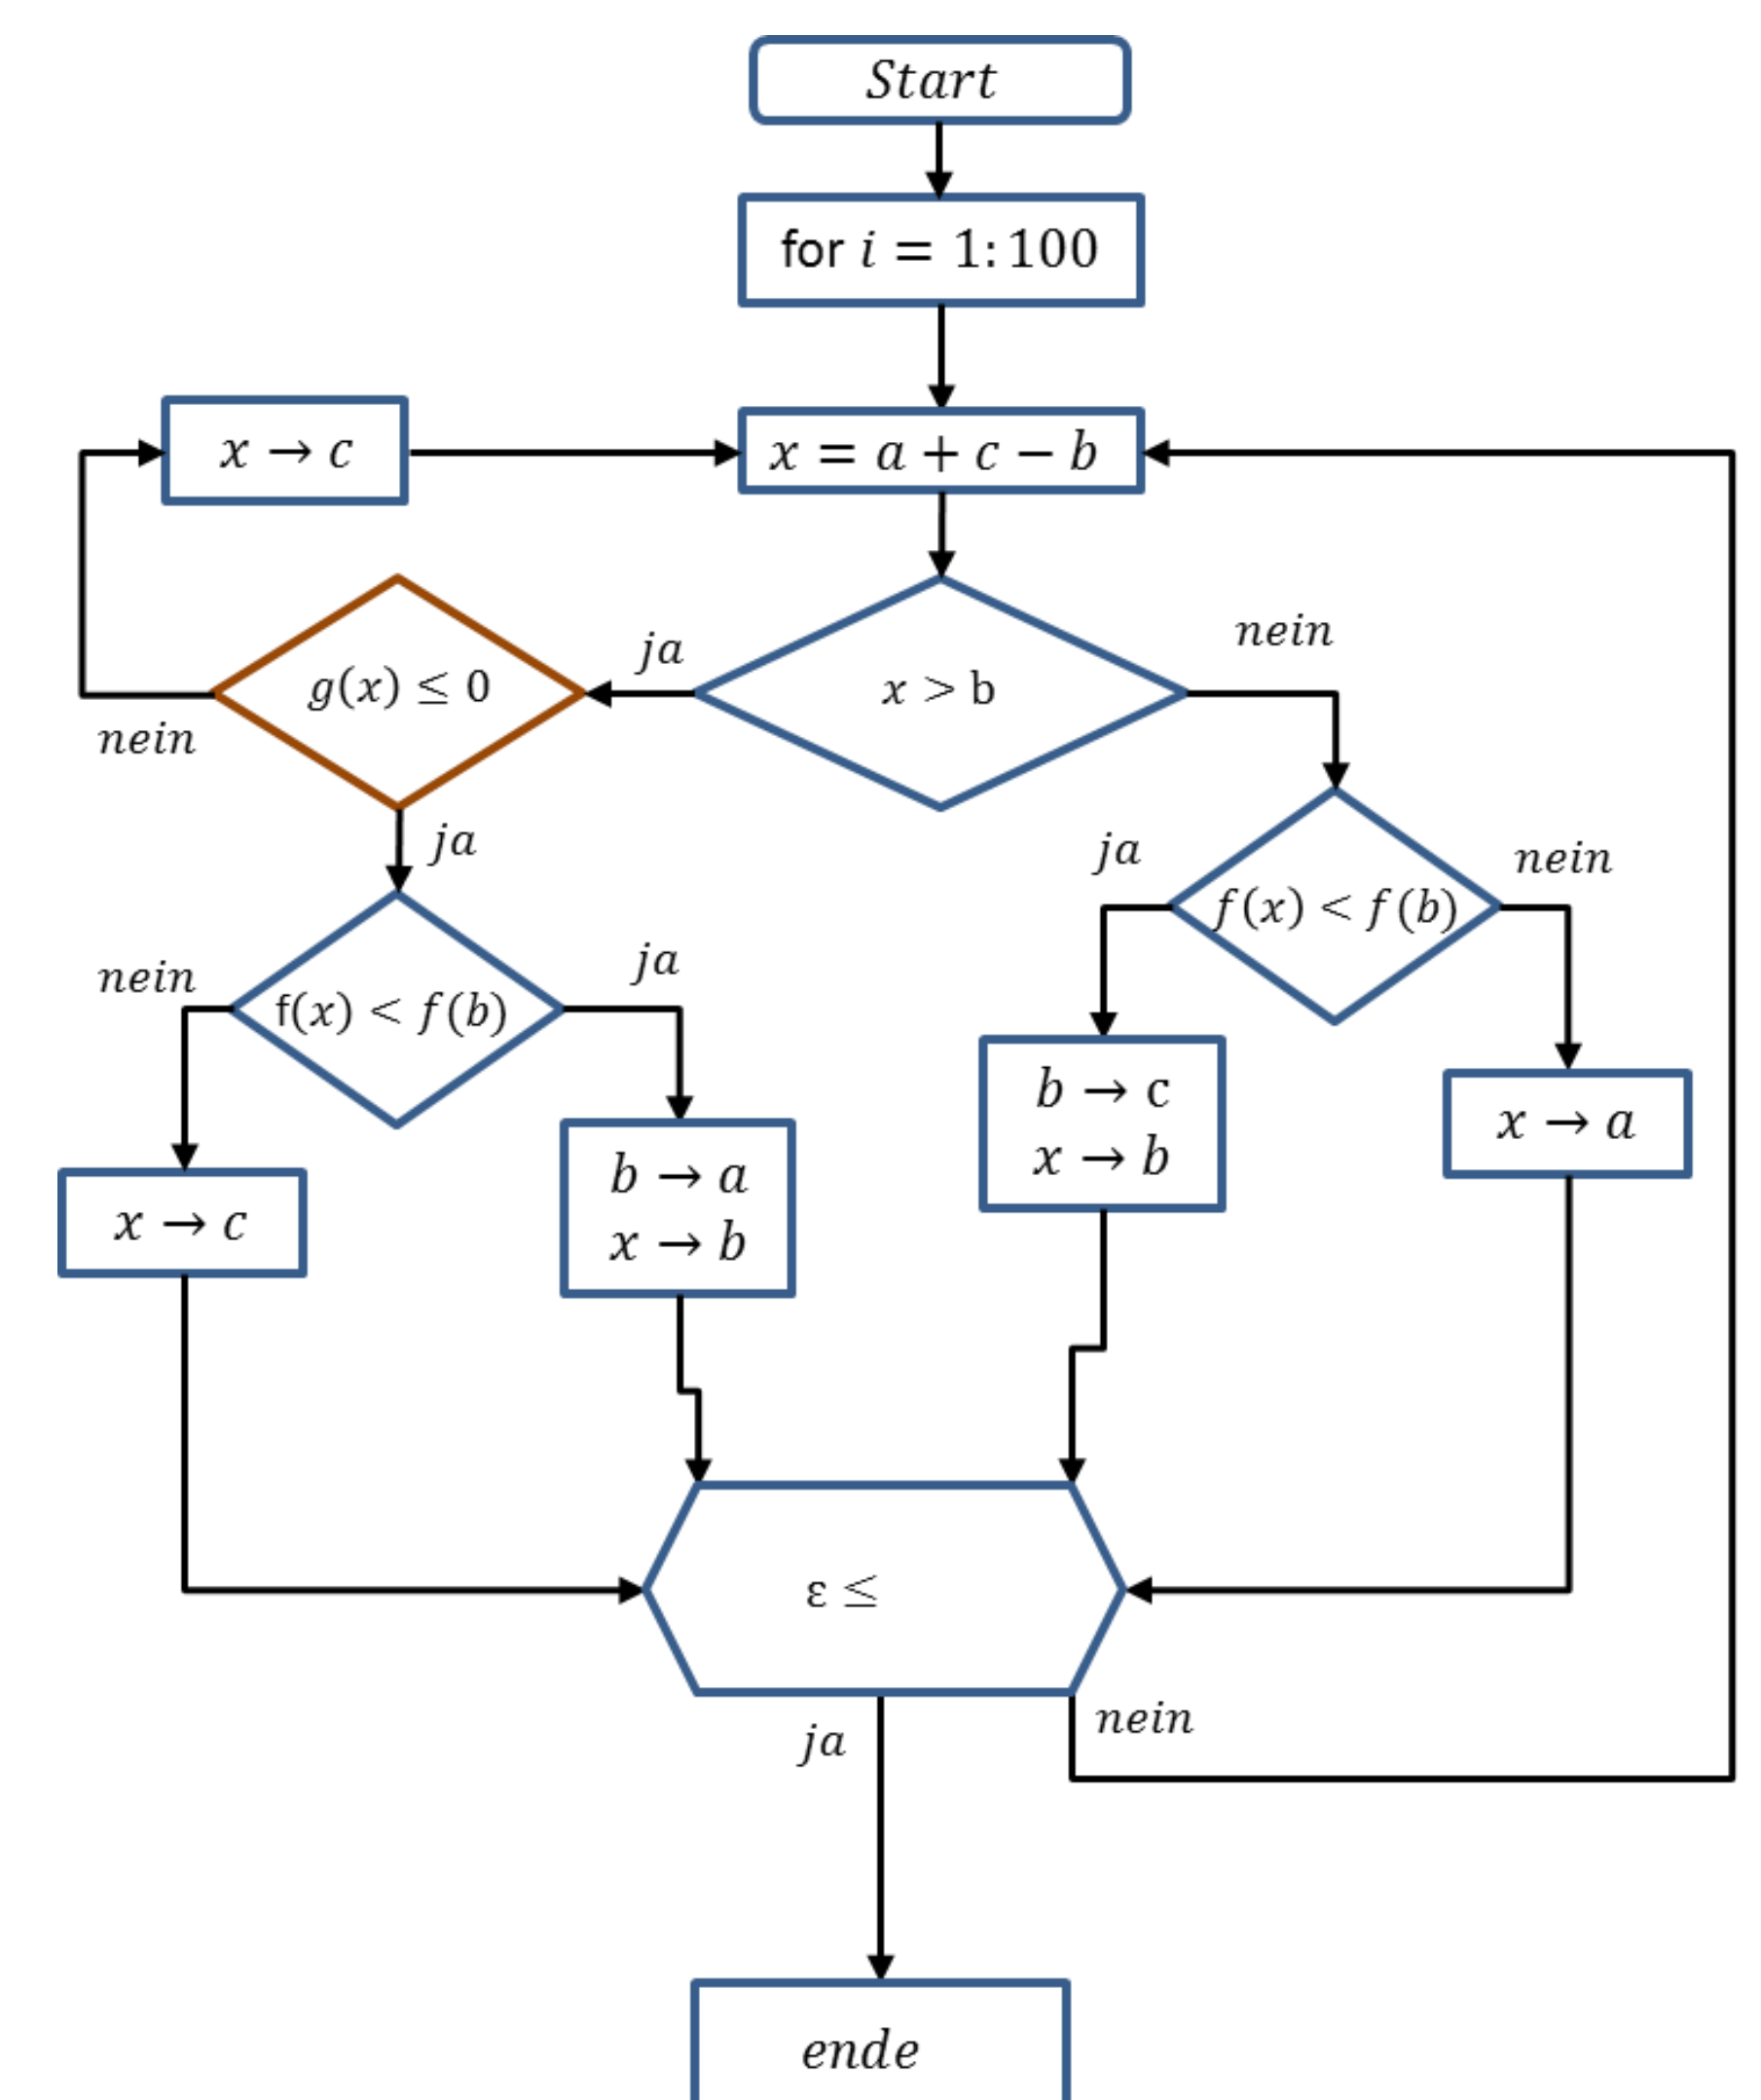 Start
for i = 1:100
x → c
x = a + c − b
nein
ja
g(x) ≤ 0
x > b
nein
ja
ja
nein
f(x) < f(b)
nein
ja
f(x) < f(b)
b → c
x → b
x → a
b → a
x → b
x → c
ε ≤
nein
ja
ende